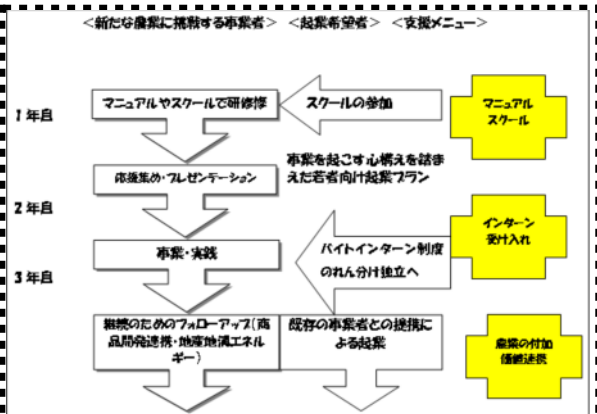 ＜新たな農業に挑戦する事業者＞ ＜起業希望者＞ ＜支援メニュー＞
1年目
マニュアルやスクールで研修
スクールの参加
マニュアル
スクール
応援集め・プレゼンテーション
事業を起こす心構えを踏ま
えた若者向け起業プラン
2年目
事業・実践
バイトインターン制度
のれん分け独立へ
インターン
受け入れ
3年目
継続のためのフォローアップ（商
品開発連携・地産地消エネル
ギー）
既存の事業者との提携に
よる起業
農業の付加
価値連携